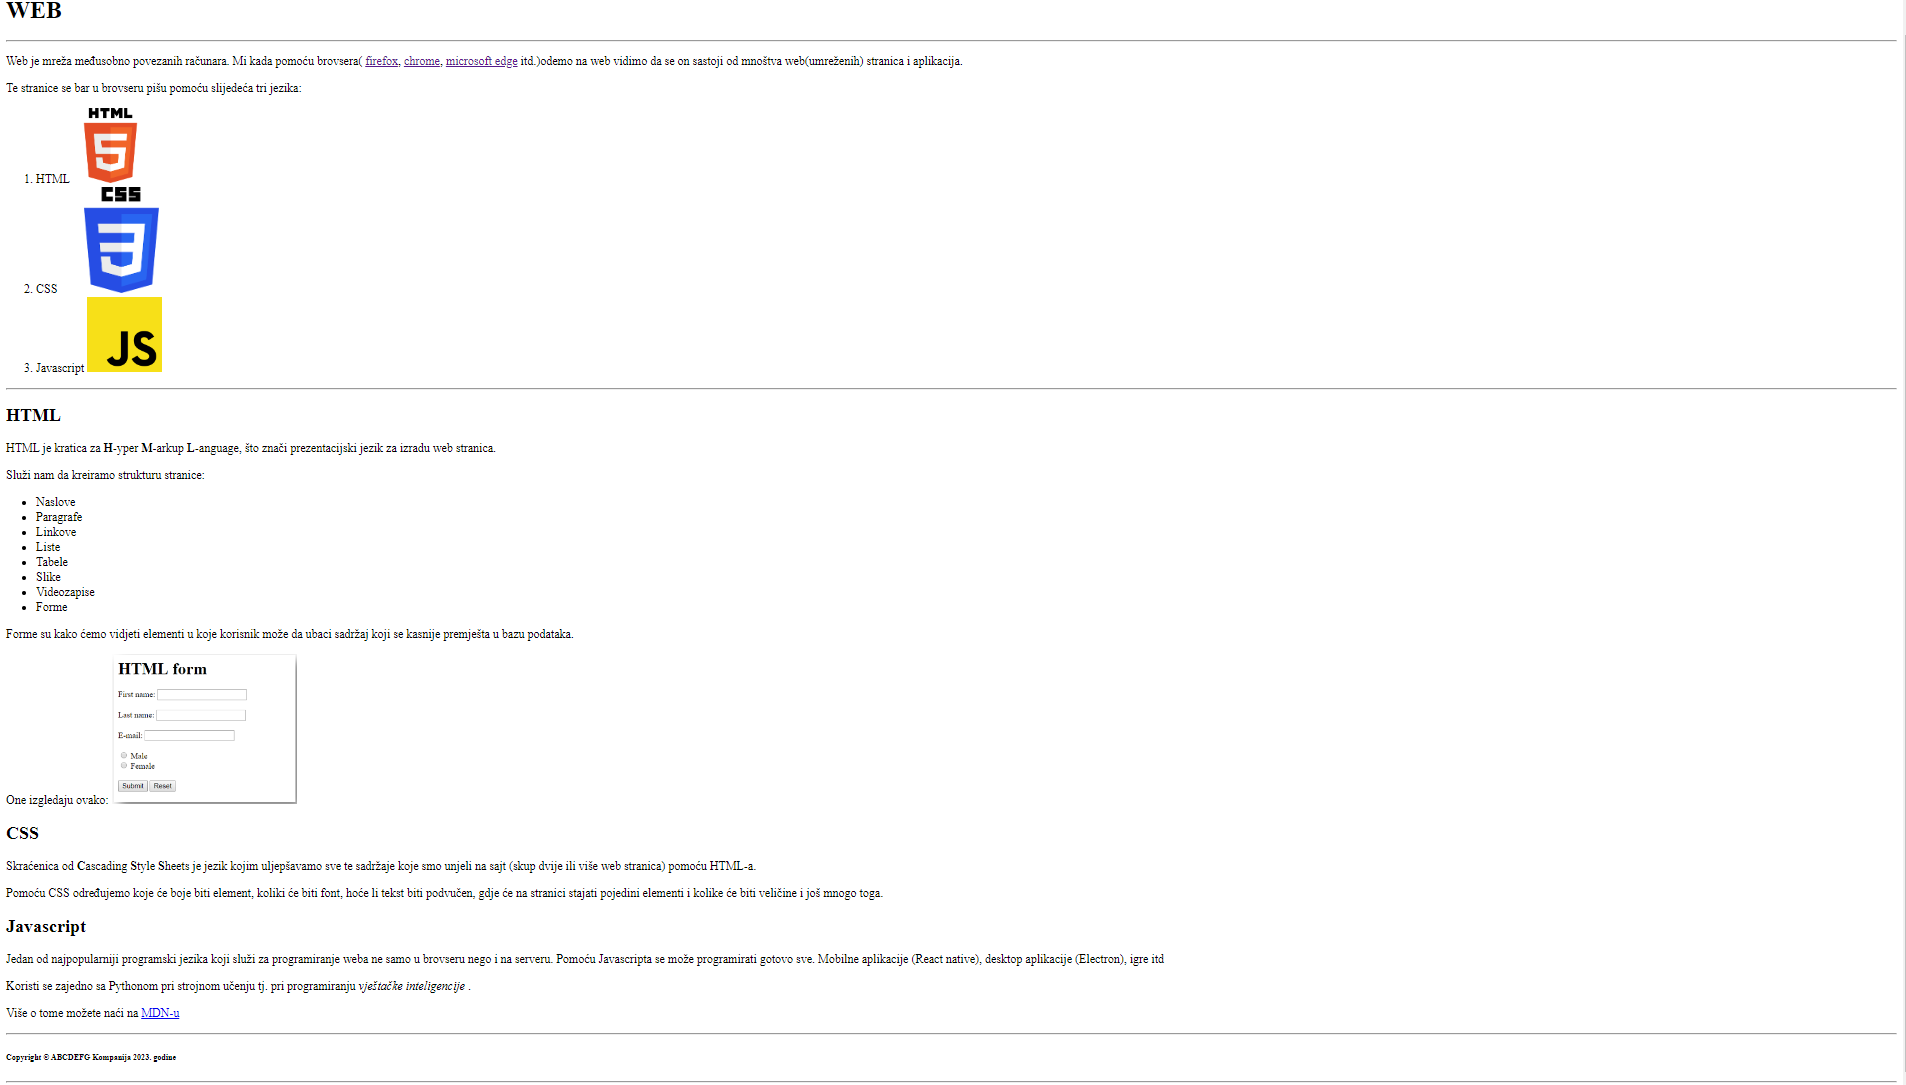 WEB
Web je mreža međusobno povezanih računara. Mi kada pomoću brovsera( firefox, chrome, microsoft edge itd.)odemo na web vidimo da se on sastoji od mnoštva web(umreženih) stranica i aplikacija.
Te stranice se bar u brovseru pišu pomoću slijedeća tri jezika:
HTML
5
1. HTML
CSS
3
2. CSS
JS
3. Javascript
HTML
HTML je kratica za H-yper M-arkup L-anguage, što znači prezentacijski jezik za izradu web stranica.
Služi nam da kreiramo strukturu stranice:
• Naslove
• Paragrafe
• Linkove
• Liste
• Tabele
• Slike
• Videozapise
• Forme
Forme su kako ćemo vidjeti elementi u koje korisnik može da ubaci sadržaj koji se kasnije premješta u bazu podataka.
HTML form
First name:
Last name:
E-mail:
Male
Female
Submit Reset
One izgledaju ovako:
CSS
Skraćenica od Cascading Style Sheets je jezik kojim uljepšavamo sve te sadržaje koje smo unjeli na sajt (skup dvije ili više web stranica) pomoću HTML-a.
Pomoću CSS određujemo koje će boje biti element, koliki će biti font, hoće li tekst biti podvučen, gdje će na stranici stajati pojedini elementi i kolike će biti veličine i još mnogo toga.
Javascript
Jedan od najpopularniji programski jezika koji služi za programiranje weba ne samo u brovseru nego i na serveru. Pomoću Javascripta se može programirati gotovo sve. Mobilne aplikacije (React native), desktop aplikacije (Electron), igre itd
Koristi se zajedno sa Pythonom pri strojnom učenju tj. pri programiranju vještačke inteligencije .
Više o tome možete naći na MDN-u
Copyright © ABCDEFG Kompanija 2023. godine